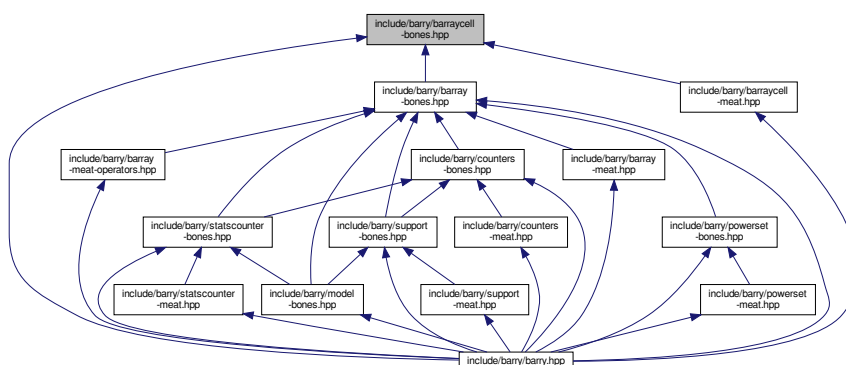 include/barry/barraycell
-bones.hpp
include/barry/barray
-bones.hpp
include/barry/barraycell
-meat.hpp
include/barry/barray
-meat-operators.hpp
include/barry/counters
-bones.hpp
include/barry/barray
-meat.hpp
include/barry/statscounter
-bones.hpp
include/barry/support
-bones.hpp
include/barry/counters
-meat.hpp
include/barry/powerset
-bones.hpp
include/barry/statscounter
-meat.hpp
include/barry/model
-bones.hpp
include/barry/support
-meat.hpp
include/barry/powerset
-meat.hpp
include/barry/barry.hpp